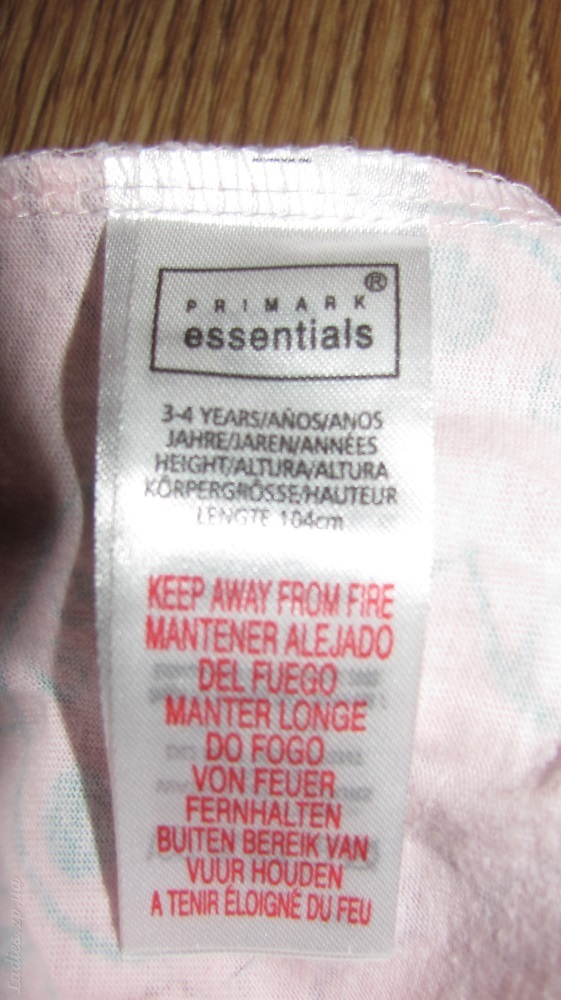 PRIMARK®
essentials
3-4 YEARS/AÑOS/ANOS
JAHRE/JAREN/ANNÉES
HEIGHT/ALTURA/ALTURA
KÖRPERGRÖSSE/HAUTEUR
LENGTE 104cm
KEEP AWAY FROM FIRE
MANTENER ALEJADO
DEL FUEGO
MANTER LONGE
DO FOGO
VON FEUER
FERNHALTEN
BUITEN BEREIK VAN
VUUR HOUDEN
A TENIR ÉLOIGNÉ DU FEU